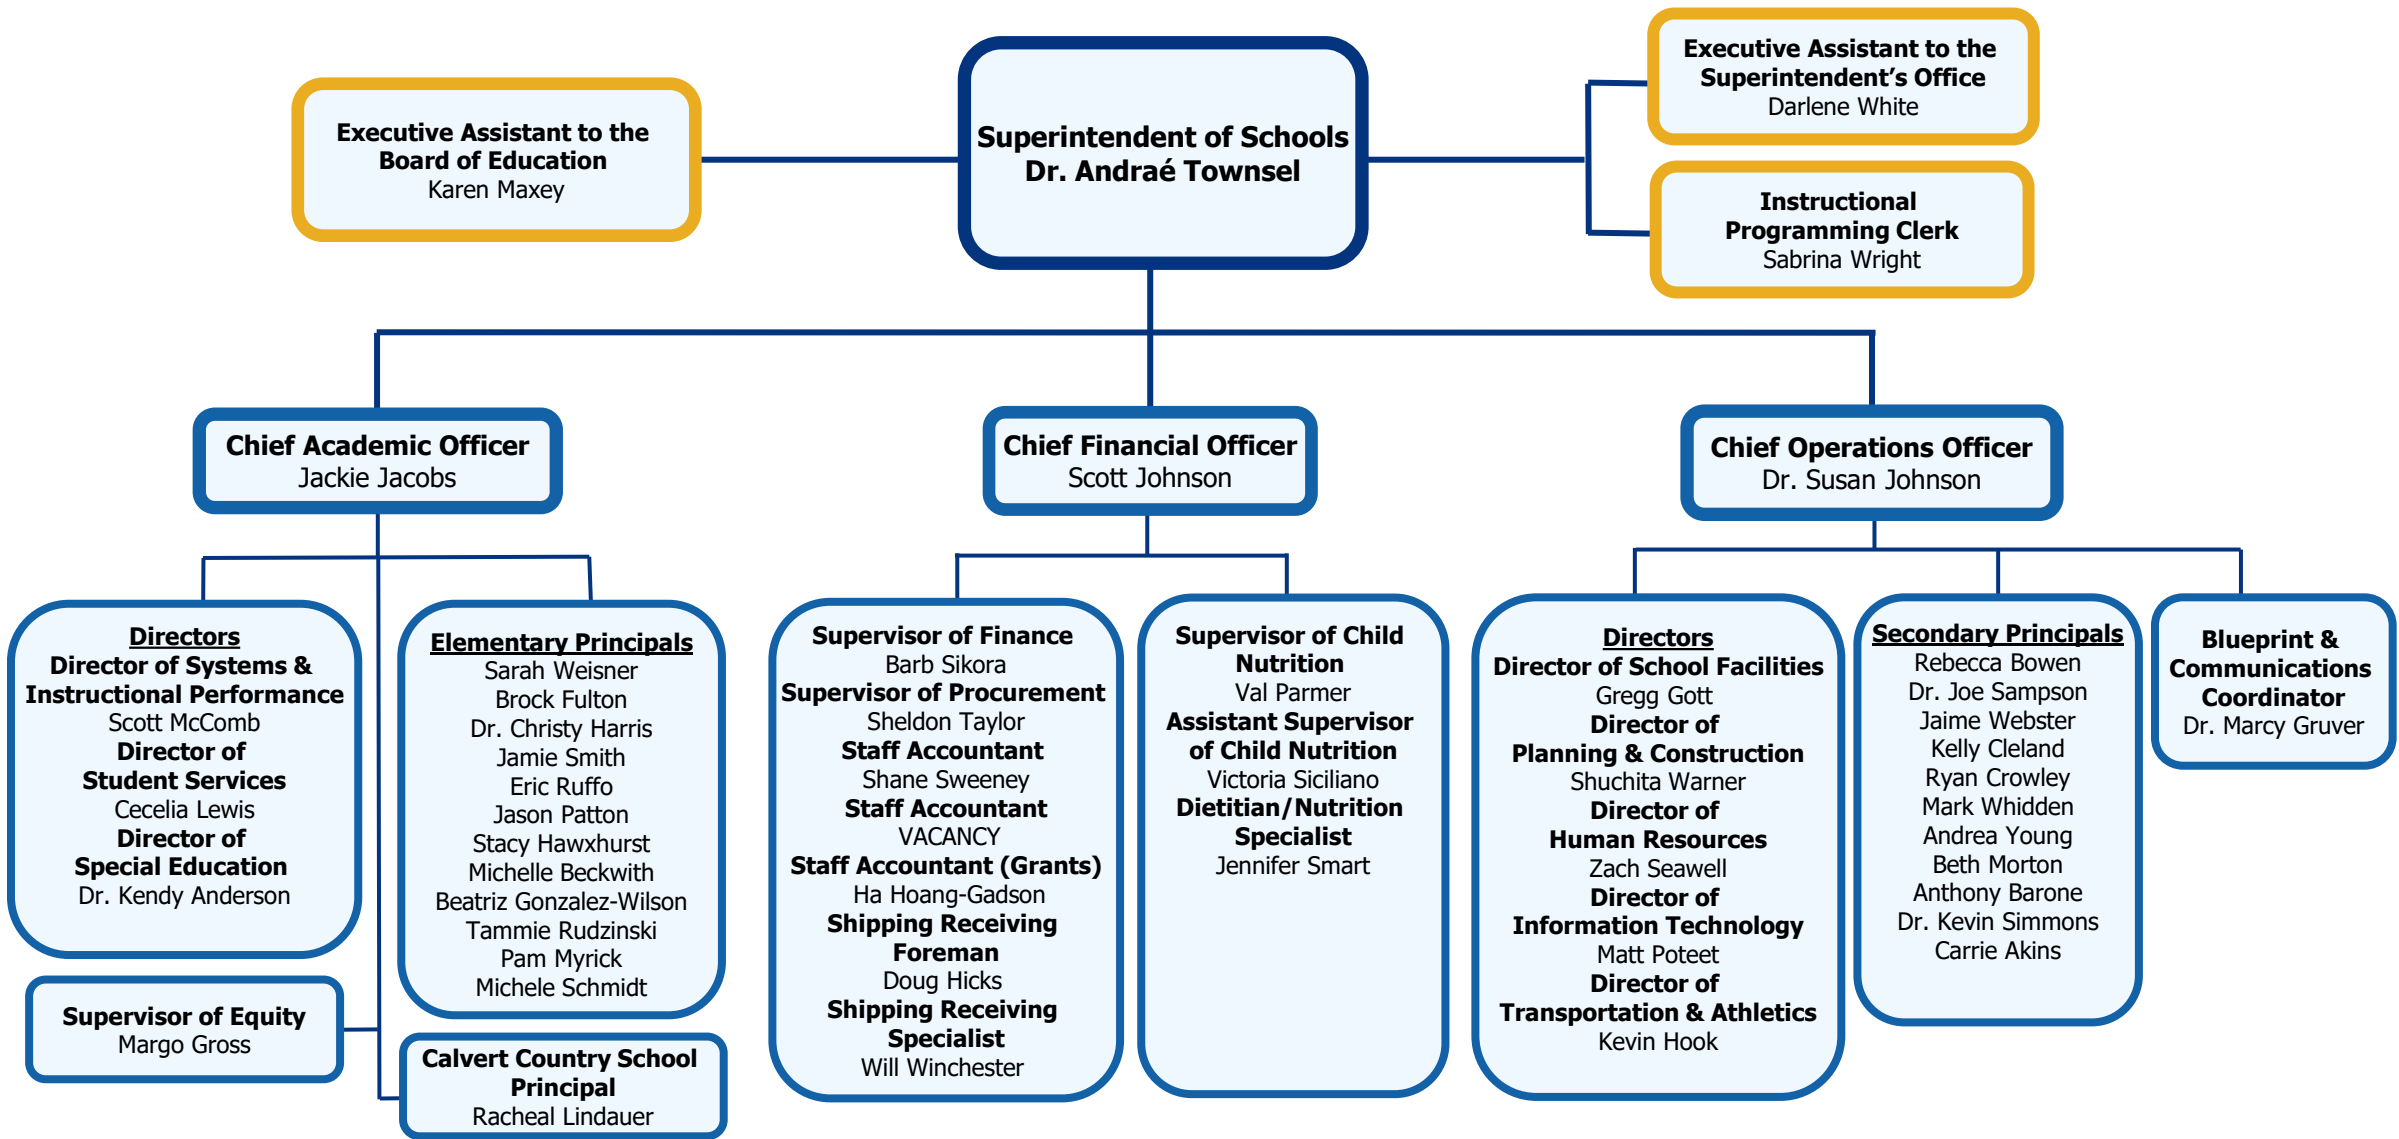 Executive Assistant to the
Board of Education
Karen Maxey
Superintendent of Schools
Dr. Andraé Townsel
Executive Assistant to the
Superintendent’s Office
Darlene White
Instructional
Programming Clerk
Sabrina Wright
Chief Academic Officer
Jackie Jacobs
Chief Financial Officer
Scott Johnson
Chief Operations Officer
Dr. Susan Johnson
Directors
Director of Systems &
Instructional Performance
Scott McComb
Director of
Student Services
Cecelia Lewis
Director of
Special Education
Dr. Kendy Anderson
Supervisor of Equity
Margo Gross
Elementary Principals
Sarah Weisner
Brock Fulton
Dr. Christy Harris
Jamie Smith
Eric Ruffo
Jason Patton
Stacy Hawxhurst
Michelle Beckwith
Beatriz Gonzalez-Wilson
Tammie Rudzinski
Pam Myrick
Michele Schmidt
Calvert Country School
Principal
Racheal Lindauer
Supervisor of Finance
Barb Sikora
Supervisor of Procurement
Sheldon Taylor
Staff Accountant
Shane Sweeney
Staff Accountant
VACANCY
Staff Accountant (Grants)
Ha Hoang-Gadson
Shipping Receiving
Foreman
Doug Hicks
Shipping Receiving
Specialist
Will Winchester
Supervisor of Child
Nutrition
Val Parmer
Assistant Supervisor
of Child Nutrition
Victoria Siciliano
Dietitian/Nutrition
Specialist
Jennifer Smart
Directors
Director of School Facilities
Gregg Gott
Director of
Planning & Construction
Shuchita Warner
Director of
Human Resources
Zach Seawell
Director of
Information Technology
Matt Poteet
Director of
Transportation & Athletics
Kevin Hook
Secondary Principals
Rebecca Bowen
Dr. Joe Sampson
Jaime Webster
Kelly Cleland
Ryan Crowley
Mark Whidden
Andrea Young
Beth Morton
Anthony Barone
Dr. Kevin Simmons
Carrie Akins
Blueprint &
Communications
Coordinator
Dr. Marcy Gruver